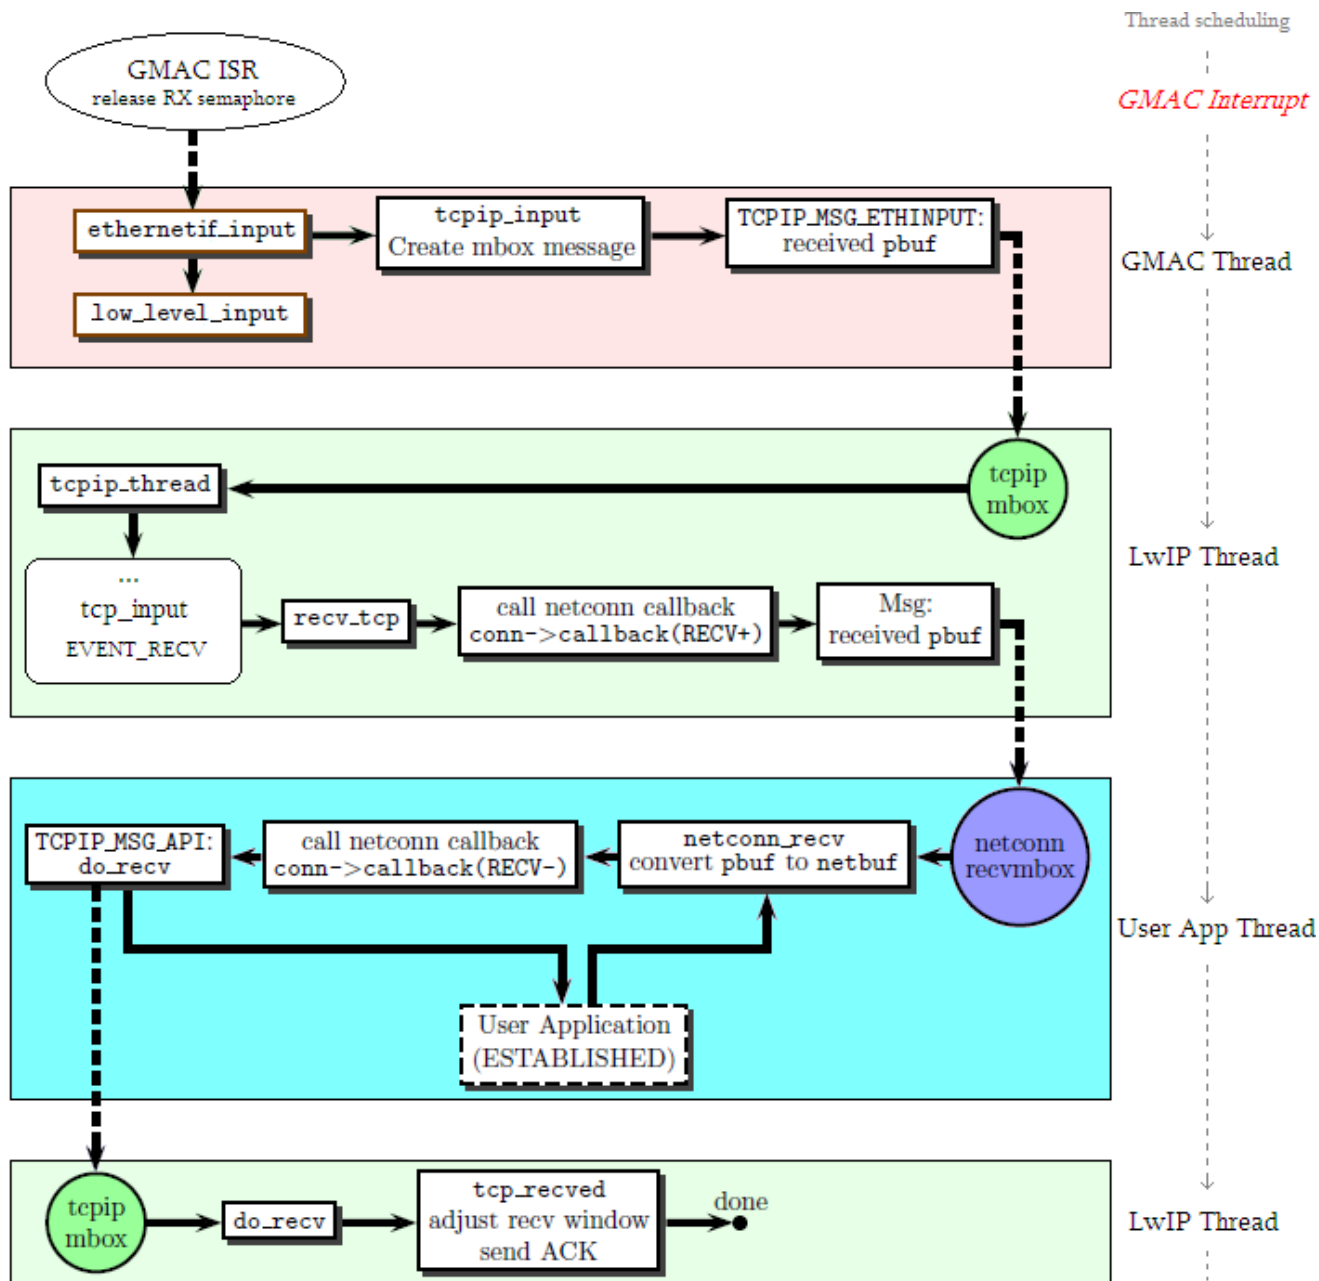 Thread scheduling
GMAC ISR
release RX semaphore
GMAC Interrupt
ethernetif_input
tcpip_input
Create mbox message
TCPIP_MSG_ETHINPUT:
received pbuf
GMAC Thread
low_level_input
tcpip
mbox
tcpip_thread
LwIP Thread
...
tcp_input
EVENT_RECV
recv_tcp
call netconn callback
conn->callback(RECV+)
Msg:
received pbuf
TCPIP_MSG_API:
do_recv
call netconn callback
conn->callback(RECV-)
netconn_recv
convert pbuf to netbuf
netconn
recvmbox
User App Thread
User Application
(ESTABLISHED)
tcpip
mbox
do_recv
tcp_recved
adjust recv window
send ACK
done
LwIP Thread